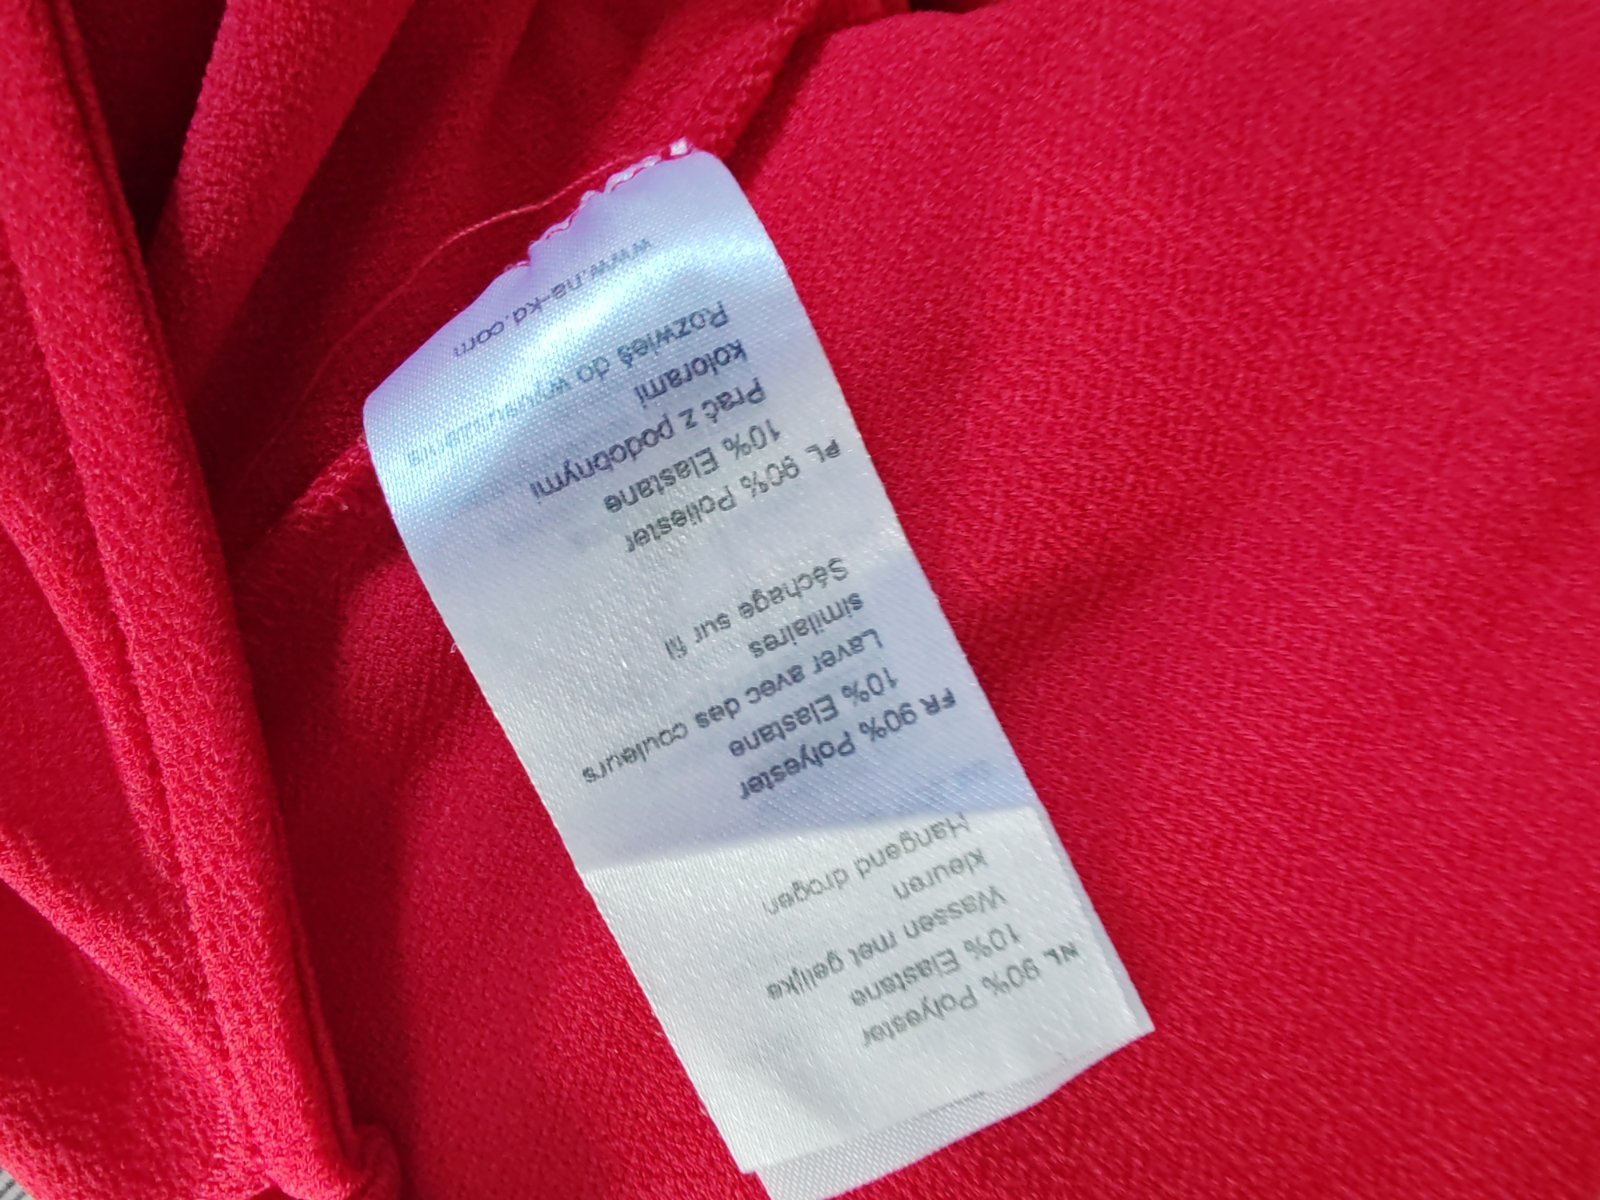 NL 90% Polyester
10% Elastane
Wassen met gelijke
kleuren
Hangend drogen
FR 90% Polyester
10% Elastane
Laver avec des couleurs
similaires
Séchage sur fil
PL 90% Poliester
10% Elastane
Prać z podobnymi
kolorami
Rozwieś do
www.na-kd.com